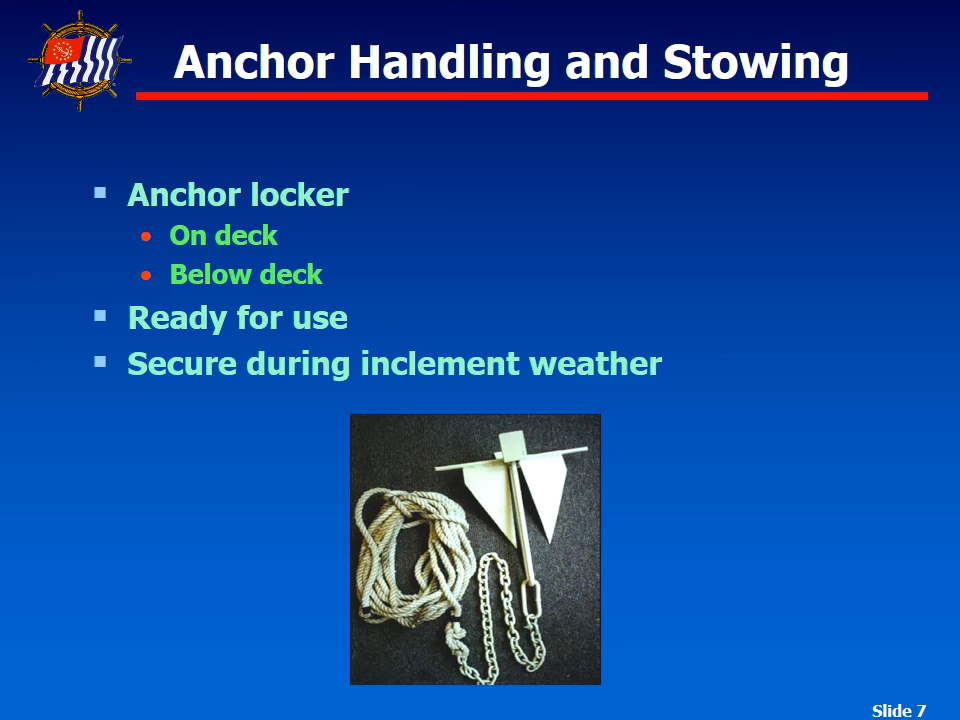 Anchor Handling and Stowing
Anchor locker
On deck
Below deck
Ready for use
Secure during inclement weather
Slide 7